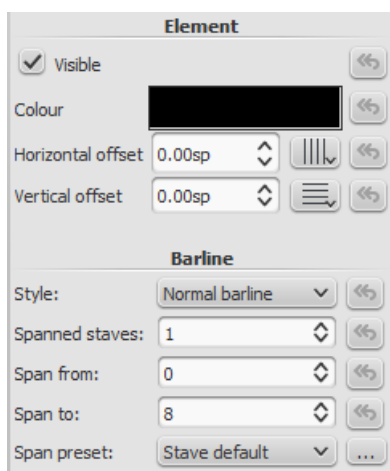 Element
Visible
Colour
Horizontal offset 0.00sp
Vertical offset 0.00sp
Barline
Style: Normal barline
Spanned staves: 1
Span from: 0
Span to: 8
Span preset: Stave default ...